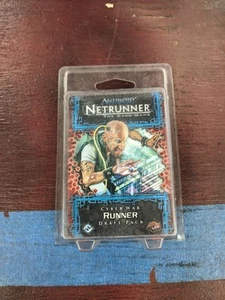 ANDROID
NETRUNNER
THE CARD GAME
CYBER WAR
RUNNER
DRAFT PACK